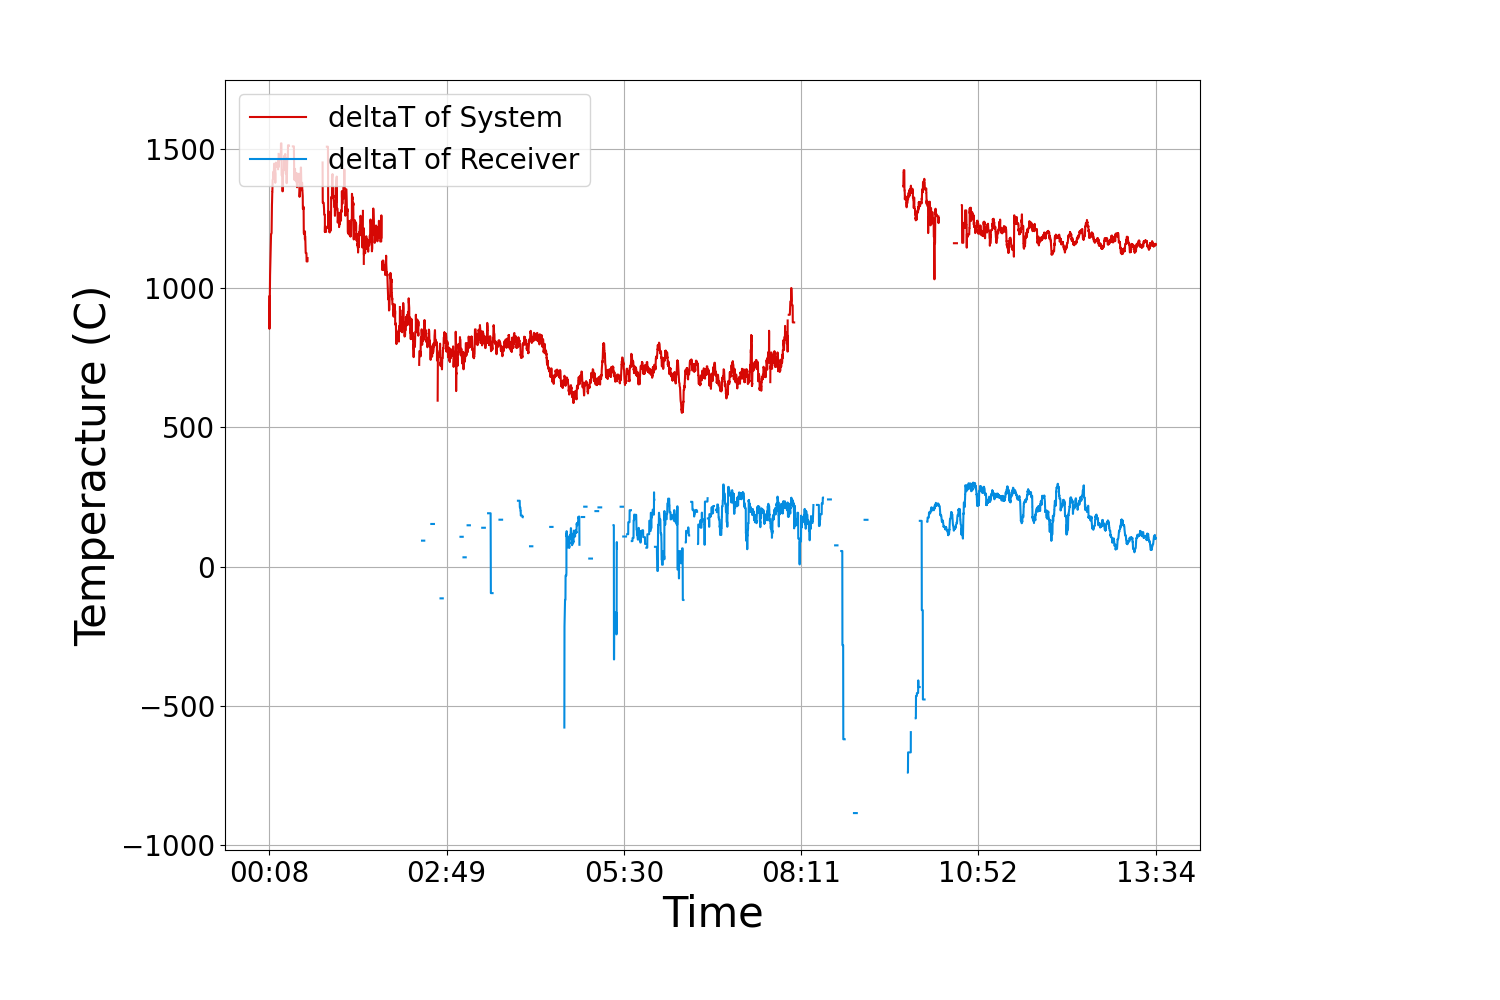 deltaT of System
deltaT of Receiver
1500
1000
500
0
−500
−1000
Temperacture (C)
00:08 02:49 05:30 08:11 10:52 13:34
Time